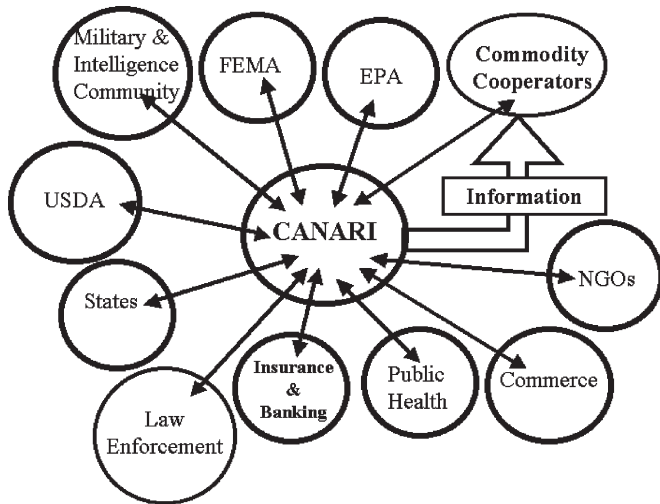 Military &
Intelligence
Community
FEMA
EPA
Commodity
Cooperators
USDA
CANARI
Information
NGOs
States
Law
Enforcement
Insurance
&
Banking
Public
Health
Commerce